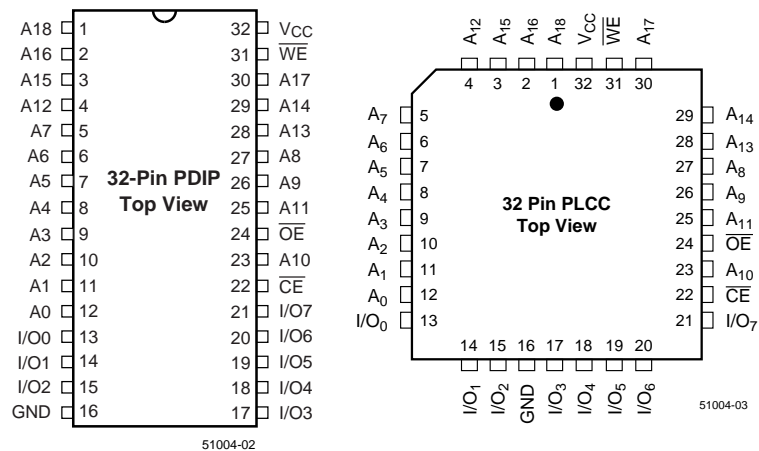 A18 1 32 VCC
A16 2 31 WE
A15 3 30 A17
A12 4 29 A14
A7 5 28 A13
A6 6 27 A8
A5 7 26 A9
A4 8 25 A11
A3 9 24 OE
A2 10 23 A10
A1 11 22 CE
A0 12 21 I/O7
I/O0 13 20 I/O6
I/O1 14 19 I/O5
I/O2 15 18 I/O4
GND 16 17 I/O3
32-Pin PDIP
Top View
51004-02
A12 A15 A16 A18 VCC WE A17
4 3 2 1 32 31 30
A7 5 29 A14
A6 6 28 A13
A5 7 27 A8
A4 8 26 A9
A3 9 25 A11
A2 10 24 OE
A1 11 23 A10
A0 12 22 CE
I/O0 13 21 I/O7
32 Pin PLCC
Top View
14 15 16 17 18 19 20
I/O1 I/O2 GND I/O3 I/O4 I/O5 I/O6
51004-03